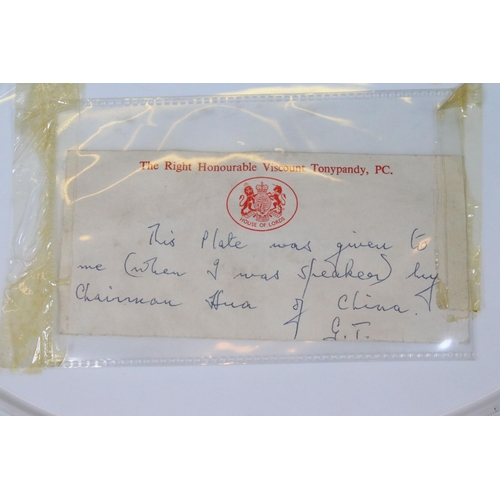 The Right Honourable Viscount Tonypandy, PC.
HOUSE OF LORDS
This Plate was given to
me (when I was speaker) by
Chairman Hua of China.
G.T.